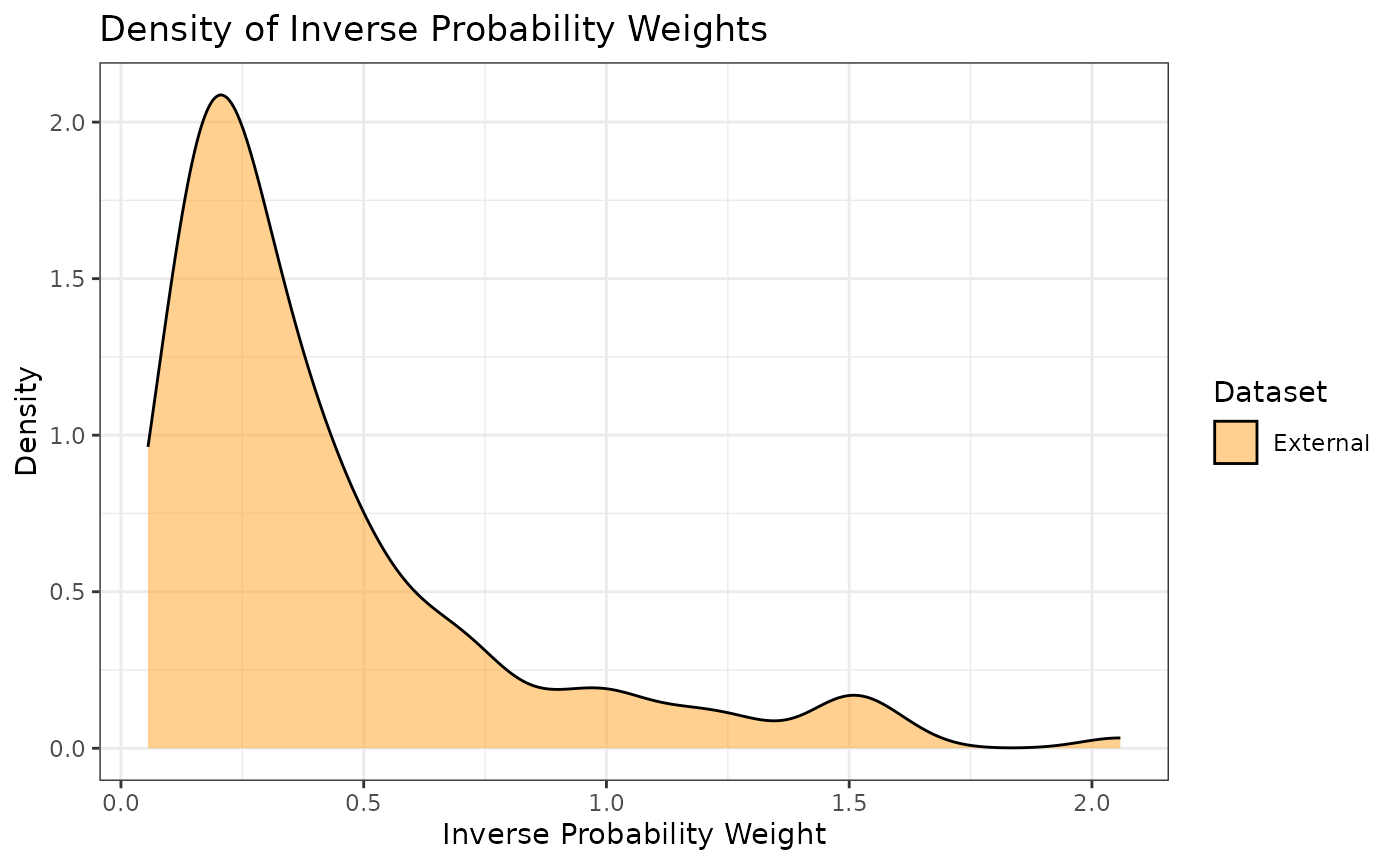 Density of Inverse Probability Weights
Density
2.0
1.5
1.0
0.5
0.0
0.0 0.5 1.0 1.5 2.0
Inverse Probability Weight
Dataset
External